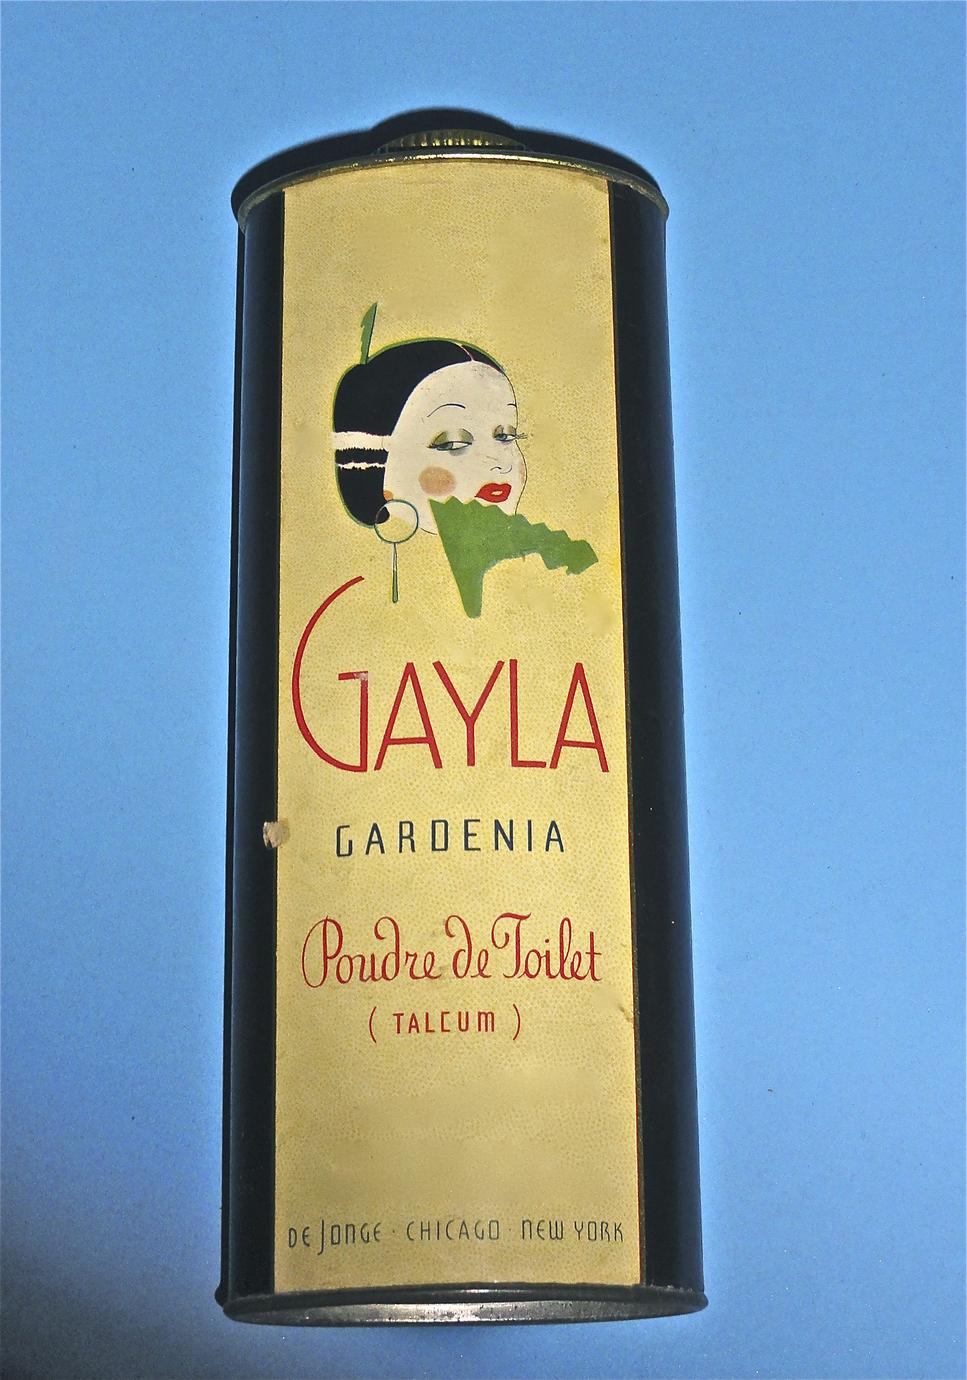 GAYLA
GARDENIA
Poudre de Toilet
( TALCUM )
DE JONGE · CHICAGO · NEW YORK